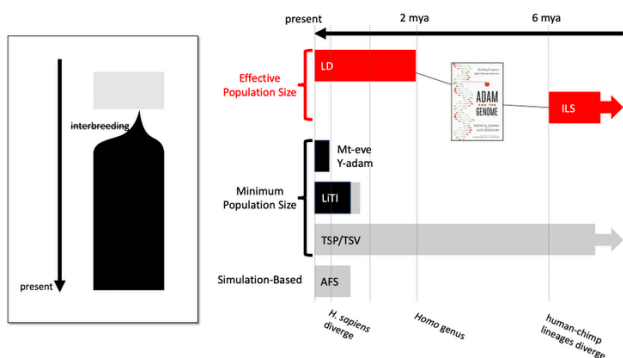 interbreeding
present
present
2 mya
6 mya
Effective
Population Size
LD
ILS
ADAM
AND THE
GENOME
Mt-eve
Y-adam
Minimum
Population Size
LiTI
TSP/TSV
Simulation-Based
AFS
H. sapiens
diverge
Homo genus
human-chimp
lineages diverge